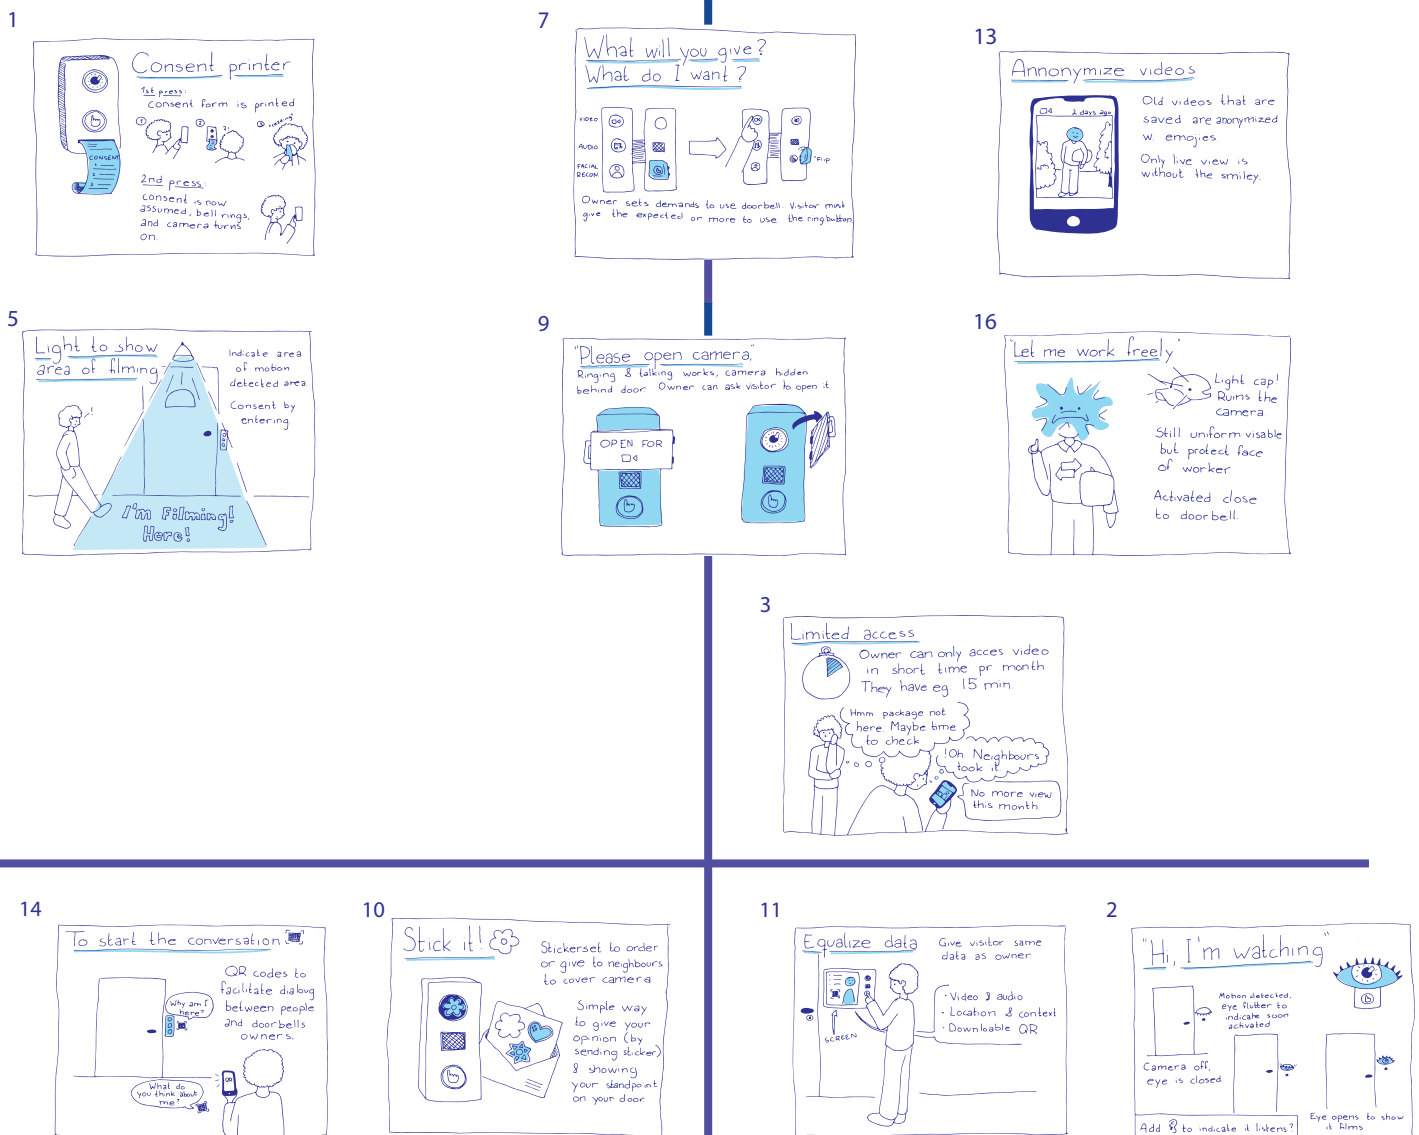 1
Consent printer
1st press:
consent form is printed
1
2
3
"reading"
CONSENT
1.
2.
3.
2nd press:
consent is now
assumed, bell rings,
and camera turns
on.
7
What will you give?
What do I want?
VIDEO
AUDIO
FACIAL
RECON.
"Flip
Owner sets demands to use doorbell. Visitor must
give the expected or more to use the ring button
13
Annonymize videos
2 days ago
Old videos that are
saved are anonymized
w. emojies
Only live view is
without the smiley.
5
Light to show
area of filming
Indicate area
of motion
detected area
Consent by
entering.
!
I'm Filming!
Here!
9
"Please open camera,"
Ringing & talking works, camera hidden
behind door. Owner can ask visitor to open it
OPEN FOR
16
"Let me work freely"
Light cap!
Ruins the
camera
Still uniform visable
but protect face
of worker.
Activated close
to doorbell.
3
Limited access
Owner can only acces video
in short time pr month
They have eg. 15 min.
Hmm package not
here. Maybe time
to check
!Oh. Neighbours
took it.
No more view
this month.
14
To start the conversation
QR codes to
facilitate dialoug
between people
and doorbells
owners.
Why am I
here?
What do
you think about
me?
10
Stick it!
Stickerset to order
or give to neighbours
to cover camera
Simple way
to give your
opinion (by
sending sticker)
& showing
your standpoint
on your door
11
Equalize data
Give visitor same
data as owner
SCREEN
· Video & audio
· Location & context
· Downloable QR
2
"Hi, I'm watching"
Motion detected,
eye flutter to
indicate soon
activated
Camera off,
eye is closed
Add & to indicate it listens?
Eye opens to show
it films